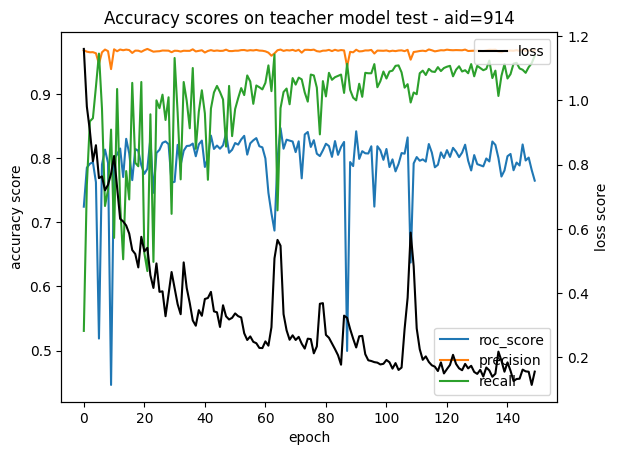 Accuracy scores on teacher model test - aid=914
accuracy score
0.9
0.8
0.7
0.6
0.5
1.2
1.0
0.8
0.6
0.4
0.2
loss score
loss
roc_score
precision
recall
0
20
40
60
80
100
120
140
epoch